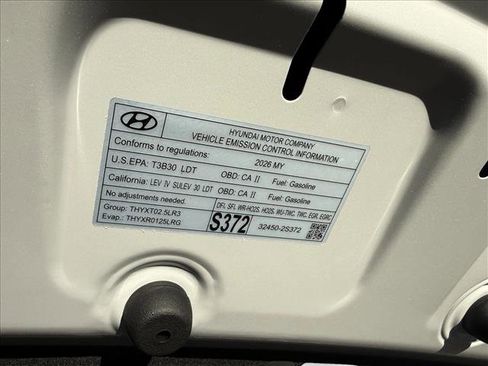 HYUNDAI MOTOR COMPANY
VEHICLE EMISSION CONTROL INFORMATION
Conforms to regulations: 2026 MY
U.S.EPA: T3B30 LDT OBD: CA II Fuel: Gasoline
California: LEV IV SULEV 30 LDT OBD: CA II Fuel: Gasoline
No adjustments needed. DFI, SFI, WR-HO2S, HO2S, WU-TWC, TWC, EGR, EGRC
Group: THYXT02.5LR3
Evap.: THYXR0125LRG S372 32450-2S372